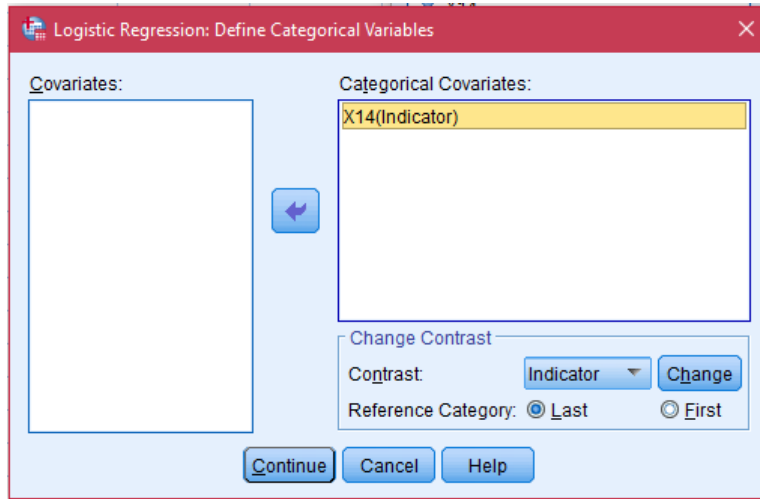 Logistic Regression: Define Categorical Variables
Covariates:
Categorical Covariates:
X14(Indicator)
Change Contrast
Contrast:
Indicator
Change
Reference Category:
Last
First
Continue
Cancel
Help